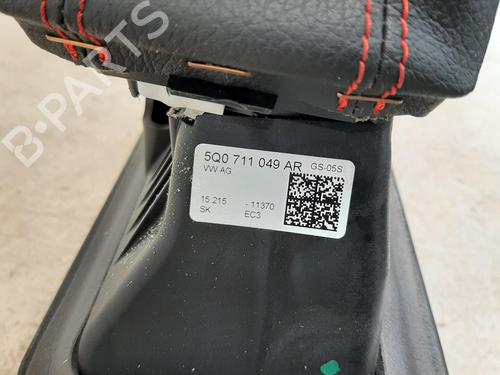 5Q0 711 049 AR GS-05S
VW AG
15 215 - 11370
SK EC3
B-PARTS